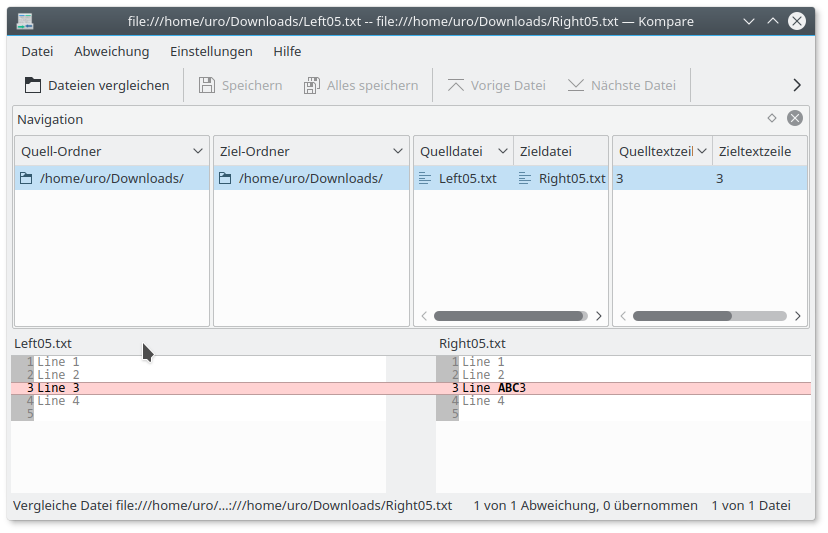 file:///home/uro/Downloads/Left05.txt -- file:///home/uro/Downloads/Right05.txt — Kompare
Datei Abweichung Einstellungen Hilfe
Dateien vergleichen Speichern Alles speichern Vorige Datei Nächste Datei
Navigation
Quell-Ordner Ziel-Ordner Quelldatei Zieldatei Quelltextzeil Zieltextzeile
/home/uro/Downloads/ /home/uro/Downloads/ Left05.txt Right05.txt 3 3
Left05.txt Right05.txt
1 Line 1 1 Line 1
2 Line 2 2 Line 2
3 Line 3 3 Line ABC3
4 Line 4 4 Line 4
5 5
Vergleiche Datei file:///home/uro/...:///home/uro/Downloads/Right05.txt 1 von 1 Abweichung, 0 übernommen 1 von 1 Datei